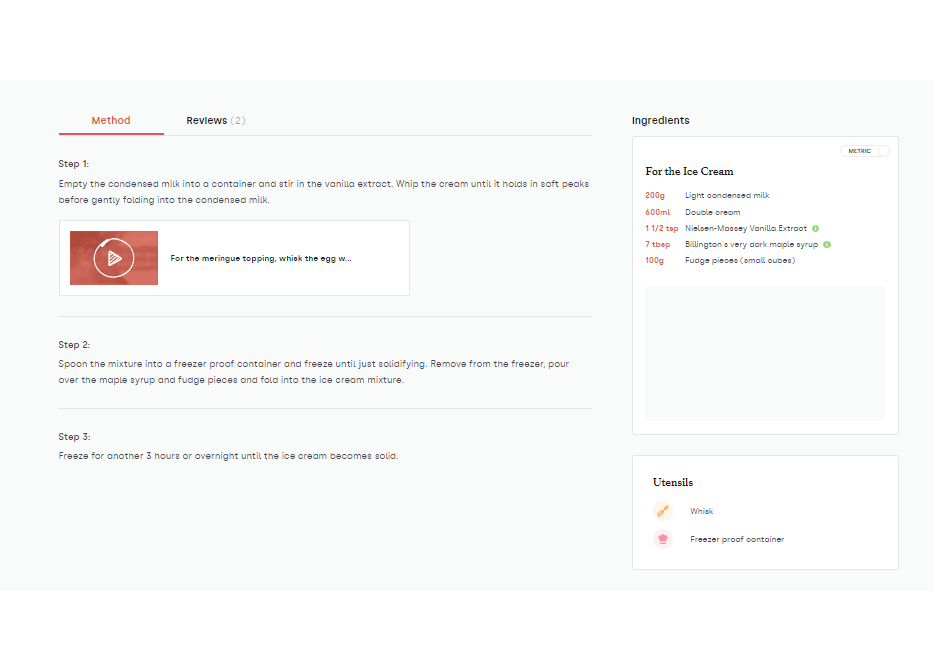 Method
Reviews (2)
Step 1:
Empty the condensed milk into a container and stir in the vanilla extract. Whip the cream until it holds in soft peaks
before gently folding into the condensed milk.
For the meringue topping, whisk the egg w...
Step 2:
Spoon the mixture into a freezer proof container and freeze until just solidifying. Remove from the freezer, pour
over the maple syrup and fudge pieces and fold into the ice cream mixture.
Step 3:
Freeze for another 3 hours or overnight until the ice cream becomes solid.
Ingredients
METRIC
For the Ice Cream
200g Light condensed milk
600ml Double cream
1 1/2 tsp Nielsen-Massey Vanilla Extract i
7 tbsp Billington's very dark maple syrup i
100g Fudge pieces (small cubes)
Utensils
Whisk
Freezer proof container